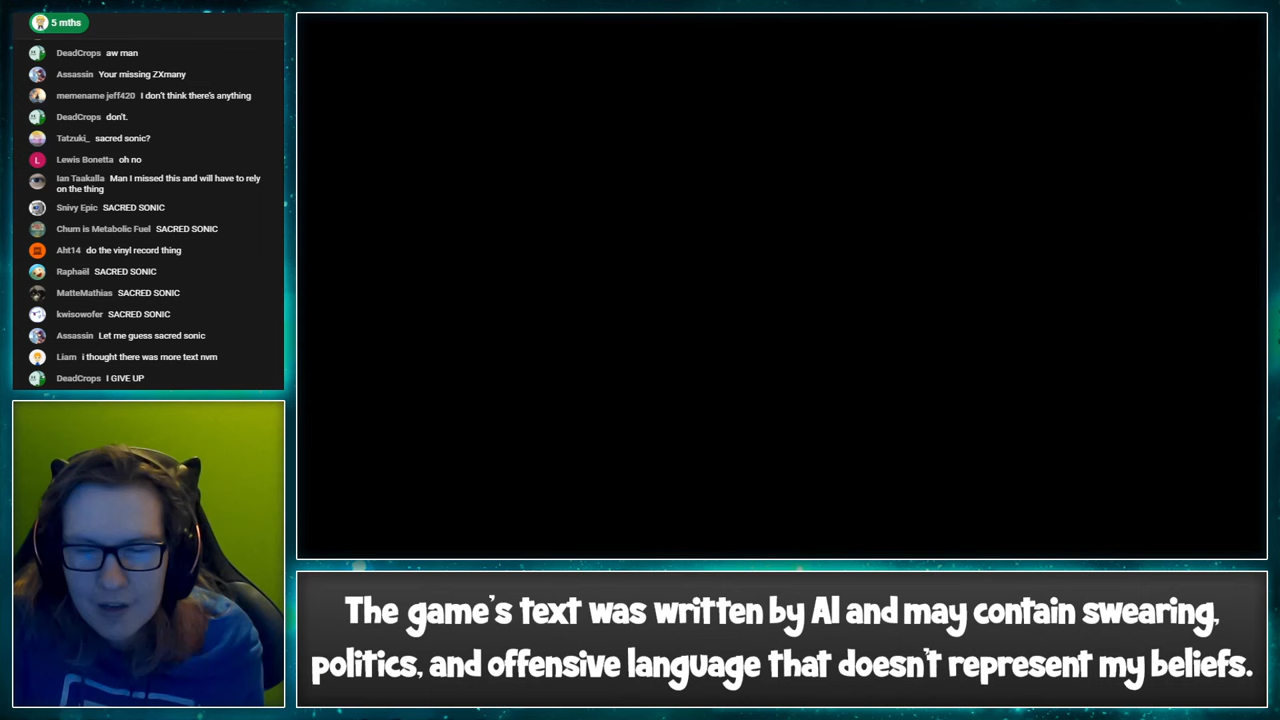 5 mths
DeadCrops aw man
Assassin Your missing ZXmany
memename jeff420 I don't think there's anything
DeadCrops don't.
Tatzuki_ sacred sonic?
L Lewis Bonetta oh no
Ian Taakalla Man I missed this and will have to rely
on the thing
Snivy Epic SACRED SONIC
Chum is Metabolic Fuel SACRED SONIC
Aht14 do the vinyl record thing
Raphaël SACRED SONIC
MatteMathias SACRED SONIC
kwisowofer SACRED SONIC
Assassin Let me guess sacred sonic
Liam i thought there was more text nvm
DeadCrops I GIVE UP
The game's text was written by AI and may contain swearing,
politics, and offensive language that doesn't represent my beliefs.